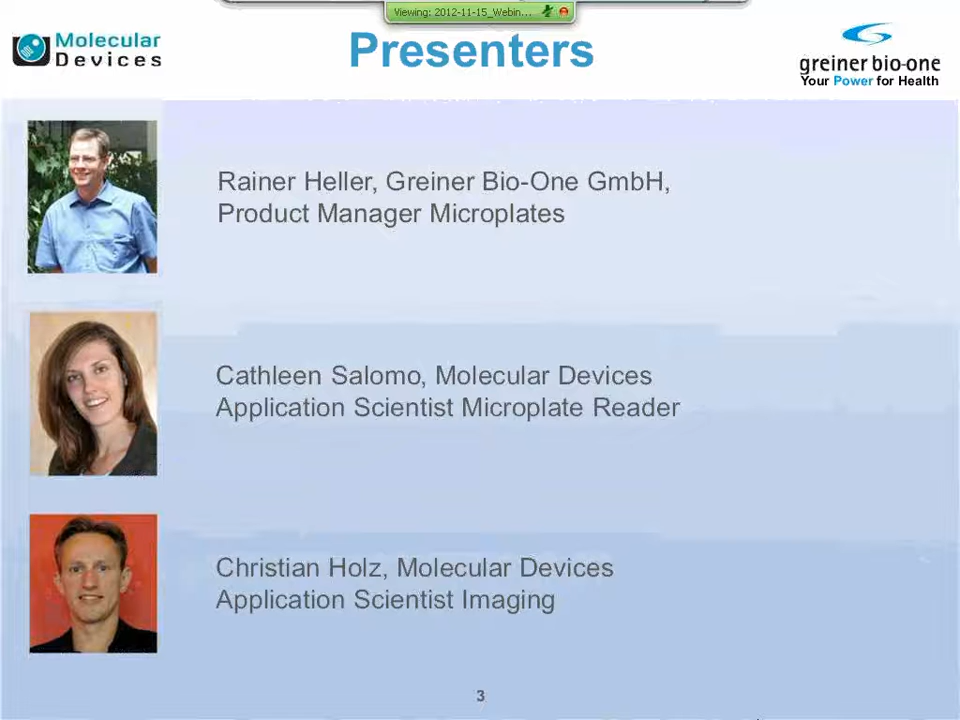 Viewing: 2012-11-15_Webin...
Molecular
Devices
Presenters
greiner bio-one
Your Power for Health
Rainer Heller, Greiner Bio-One GmbH,
Product Manager Microplates
Cathleen Salomo, Molecular Devices
Application Scientist Microplate Reader
Christian Holz, Molecular Devices
Application Scientist Imaging
3